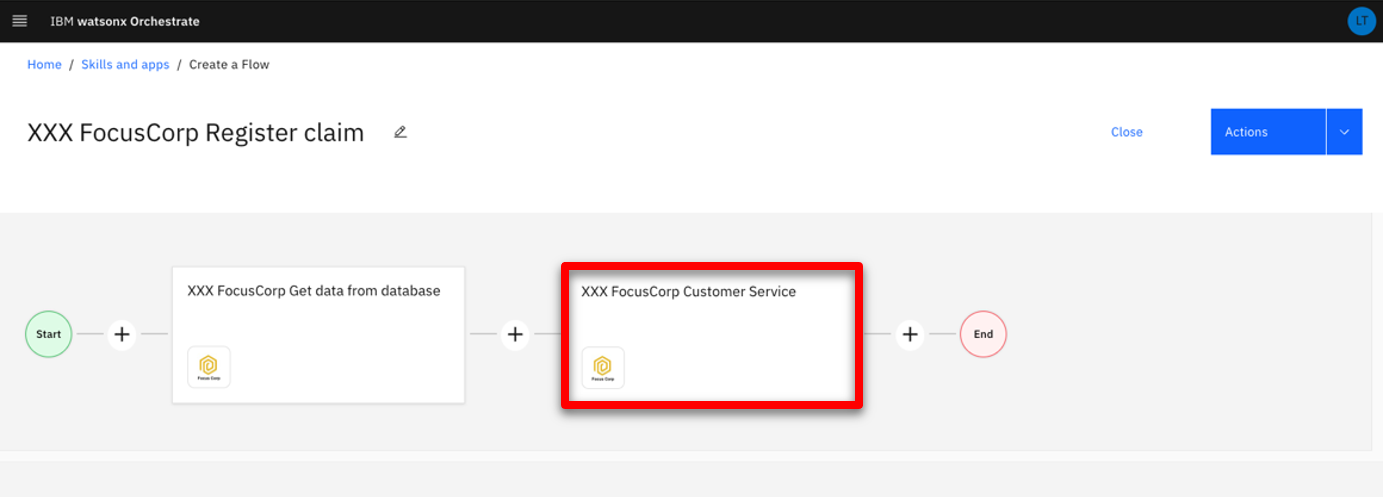 IBM watsonx Orchestrate
LT
Home / Skills and apps / Create a Flow
XXX FocusCorp Register claim
Close
Actions
Start
XXX FocusCorp Get data from database
Focus Corp
XXX FocusCorp Customer Service
Focus Corp
End